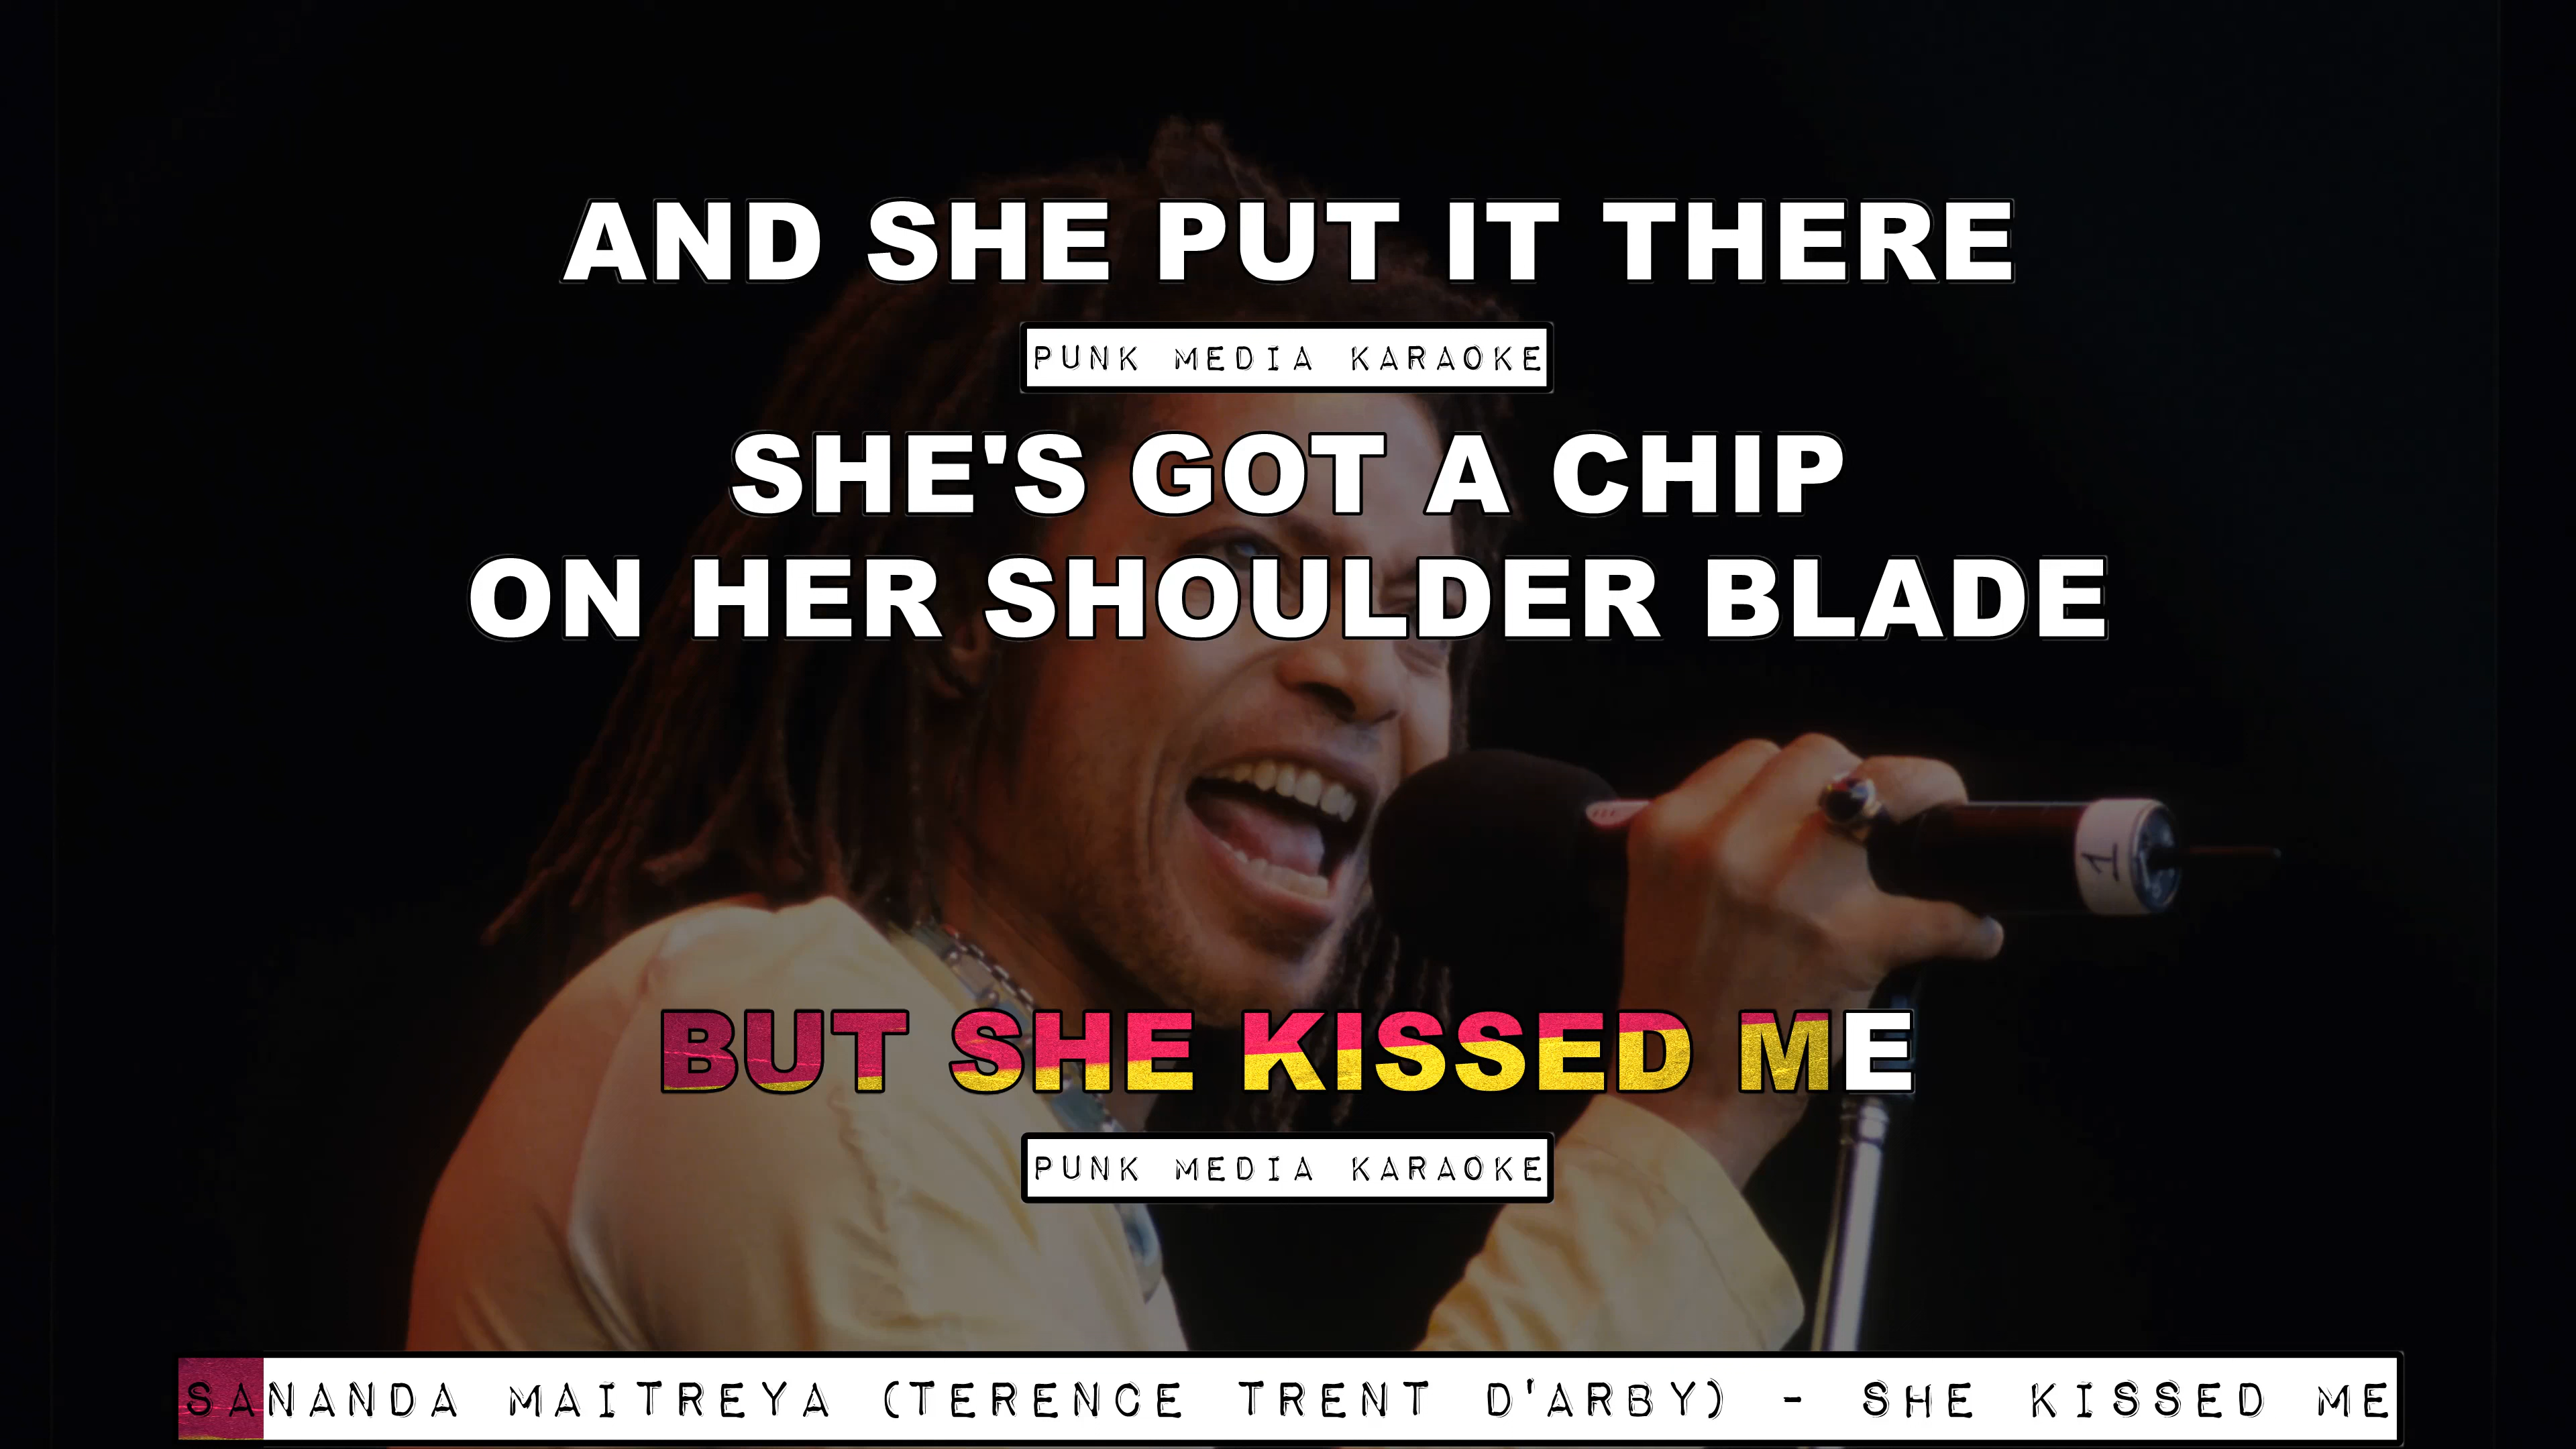 AND SHE PUT IT THERE
PUNK MEDIA KARAOKE
SHE'S GOT A CHIP
ON HER SHOULDER BLADE
1
BUT SHE KISSED ME
PUNK MEDIA KARAOKE
SANANDA MAITREYA (TERENCE TRENT D'ARBY) - SHE KISSED ME